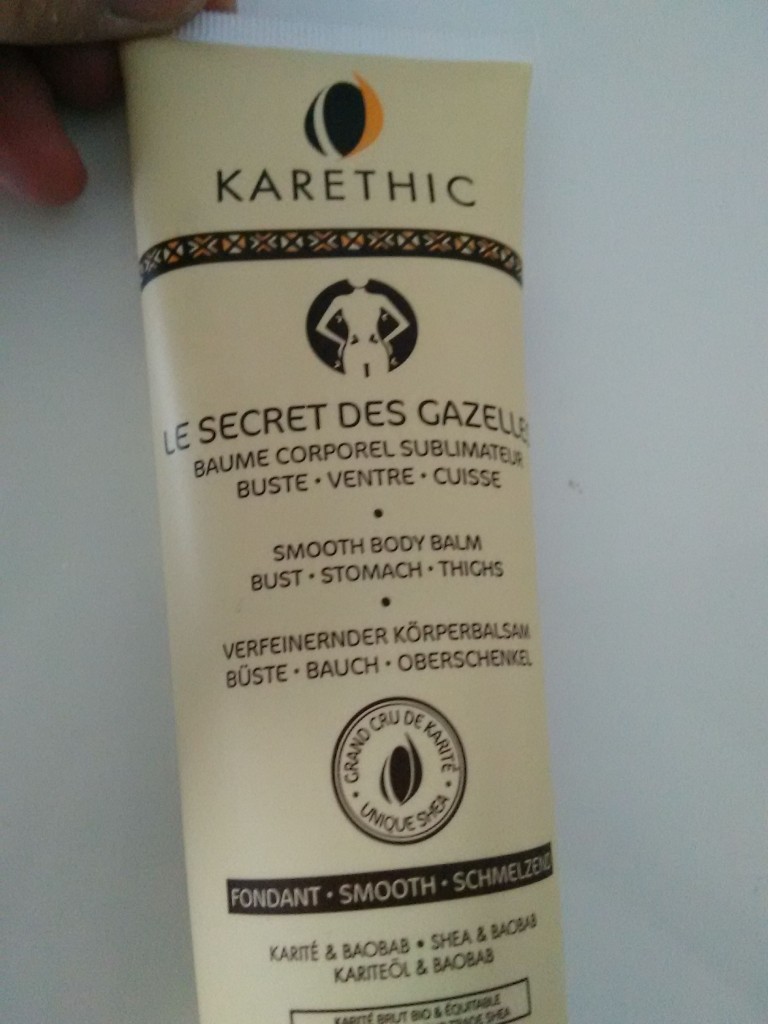 KARETHIC
LE SECRET DES GAZELLES
BAUME CORPOREL SUBLIMATEUR
BUSTE • VENTRE • CUISSE
SMOOTH BODY BALM
BUST • STOMACH • THIGHS
VERFEINERNDER KÖRPERBALSAM
BÜSTE • BAUCH • OBERSCHENKEL
• GRAND CRU DE KARITÉ •
UNIQUE SHEA
FONDANT • SMOOTH • SCHMELZEND
KARITÉ & BAOBAB • SHEA & BAOBAB
KARITEÖL & BAOBAB
KARITÉ BRUT BIO & ÉQUITABLE
TRADE SHEA